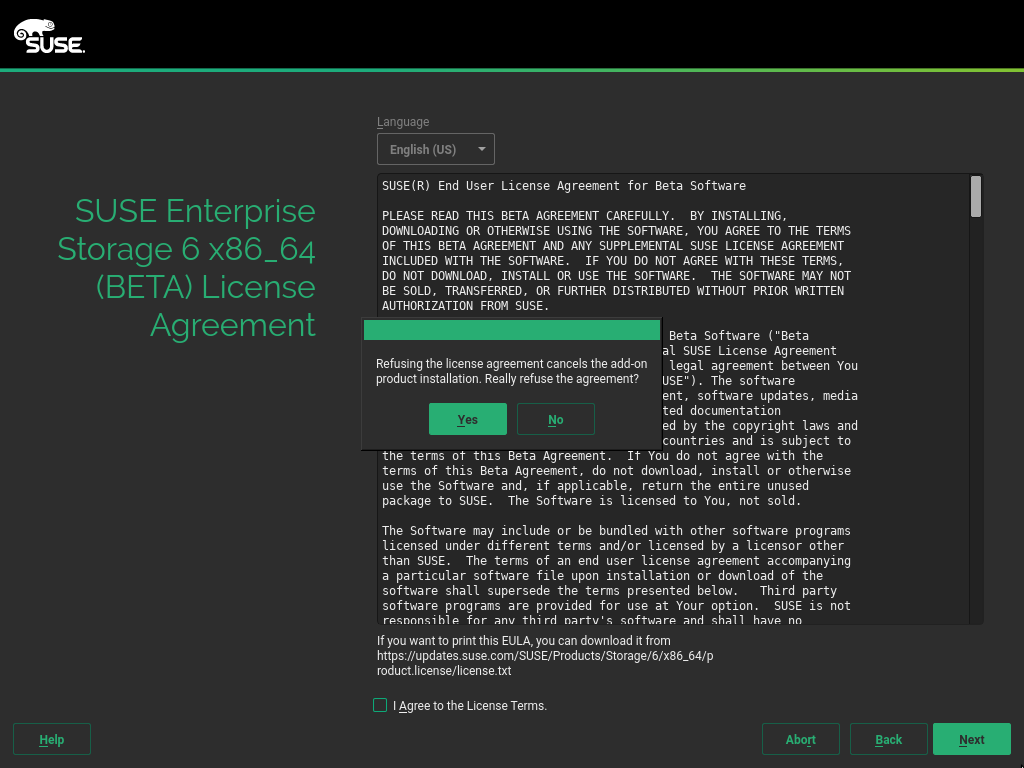 SUSE
Language
English (US)
SUSE Enterprise
Storage 6 x86_64
(BETA) License
Agreement
SUSE(R) End User License Agreement for Beta Software
PLEASE READ THIS BETA AGREEMENT CAREFULLY.  BY INSTALLING,
DOWNLOADING OR OTHERWISE USING THE SOFTWARE, YOU AGREE TO THE TERMS
OF THIS BETA AGREEMENT AND ANY SUPPLEMENTAL SUSE LICENSE AGREEMENT
INCLUDED WITH THE SOFTWARE.  IF YOU DO NOT AGREE WITH THESE TERMS,
DO NOT DOWNLOAD, INSTALL OR USE THE SOFTWARE.  THE SOFTWARE MAY NOT
BE SOLD, TRANSFERRED, OR FURTHER DISTRIBUTED WITHOUT PRIOR WRITTEN
AUTHORIZATION FROM SUSE.
Beta Software ("Beta
al SUSE License Agreement
legal agreement between You
USE"). The software
ent, software updates, media
ted documentation
ed by the copyright laws and
countries and is subject to
the terms of this Beta Agreement.  If You do not agree with the
terms of this Beta Agreement, do not download, install or otherwise
use the Software and, if applicable, return the entire unused
package to SUSE.  The Software is licensed to You, not sold.
The Software may include or be bundled with other software programs
licensed under different terms and/or licensed by a licensor other
than SUSE.  The terms of an end user license agreement accompanying
a particular software file upon installation or download of the
software shall supersede the terms presented below.   Third party
software programs are provided for use at Your option.  SUSE is not
responsible for any third party's software and shall have no
Refusing the license agreement cancels the add-on
product installation. Really refuse the agreement?
Yes
No
If you want to print this EULA, you can download it from
https://updates.suse.com/SUSE/Products/Storage/6/x86_64/p
roduct.license/license.txt
I Agree to the License Terms.
Help
Abort
Back
Next